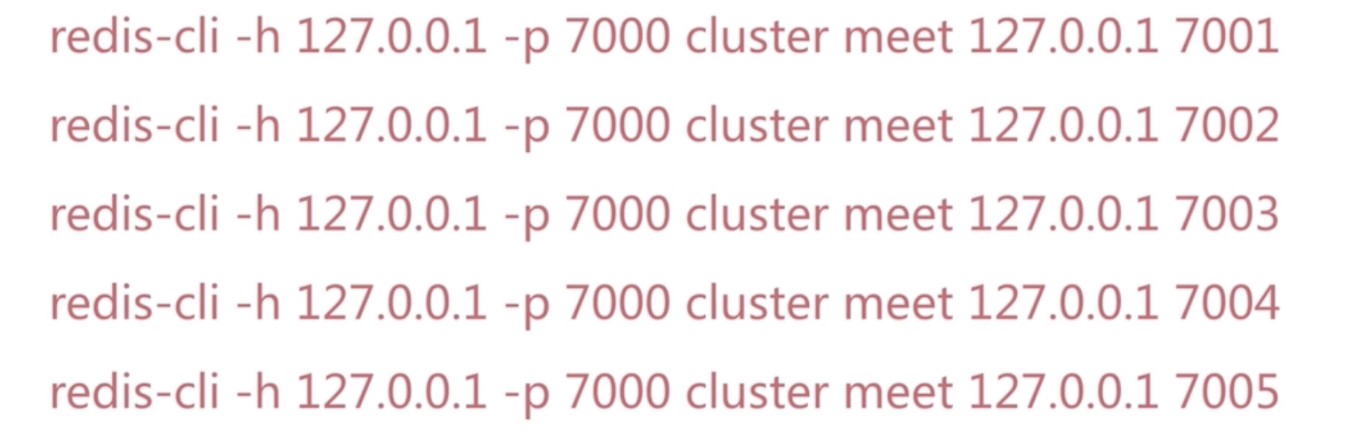 redis-cli -h 127.0.0.1 -p 7000 cluster meet 127.0.0.1 7001
redis-cli -h 127.0.0.1 -p 7000 cluster meet 127.0.0.1 7002
redis-cli -h 127.0.0.1 -p 7000 cluster meet 127.0.0.1 7003
redis-cli -h 127.0.0.1 -p 7000 cluster meet 127.0.0.1 7004
redis-cli -h 127.0.0.1 -p 7000 cluster meet 127.0.0.1 7005